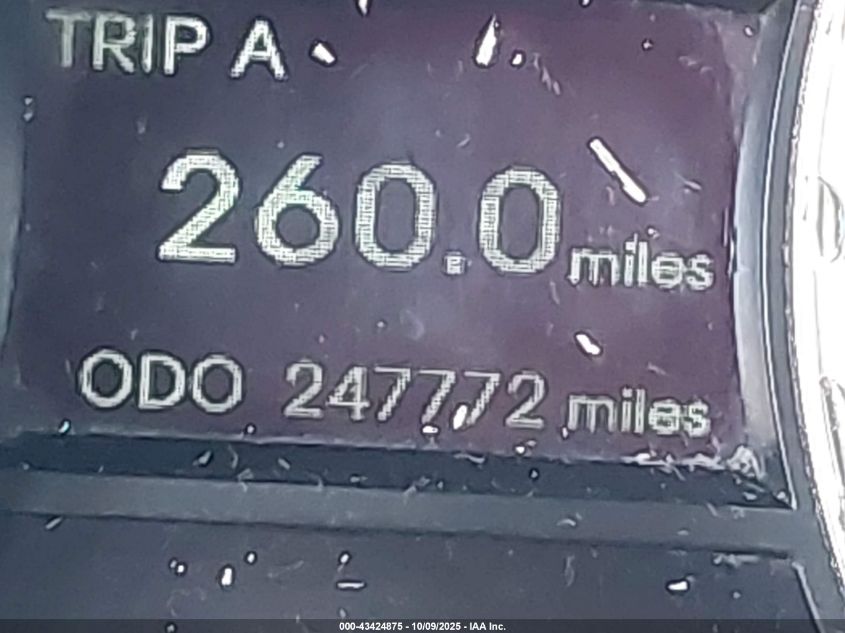 TRIP A
260.0 miles
ODO 247772 miles
000-43424875 - 10/09/2025 - IAA Inc.